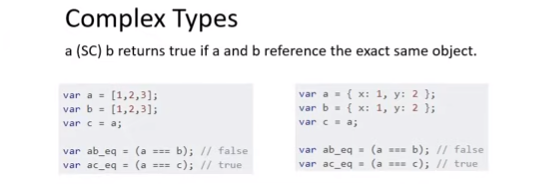 Complex Types
a (SC) b returns true if a and b reference the exact same object.
var a = [1,2,3];
var b = [1,2,3];
var c = a;
var ab_eq = (a === b); // false
var ac_eq = (a === c); // true
var a = { x: 1, y: 2 };
var b = { x: 1, y: 2 };
var c = a;
var ab_eq = (a === b); // false
var ac_eq = (a === c); // true